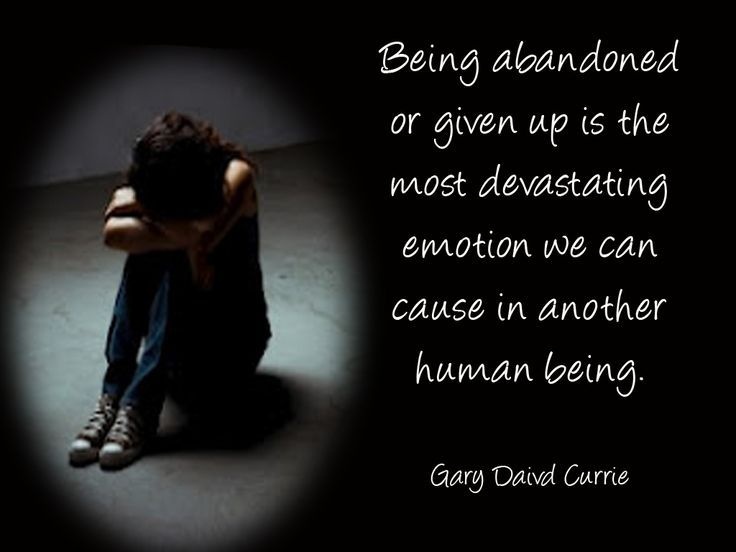 Being abandoned
or given up is the
most devastating
emotion we can
cause in another
human being.
Gary Daivd Currie